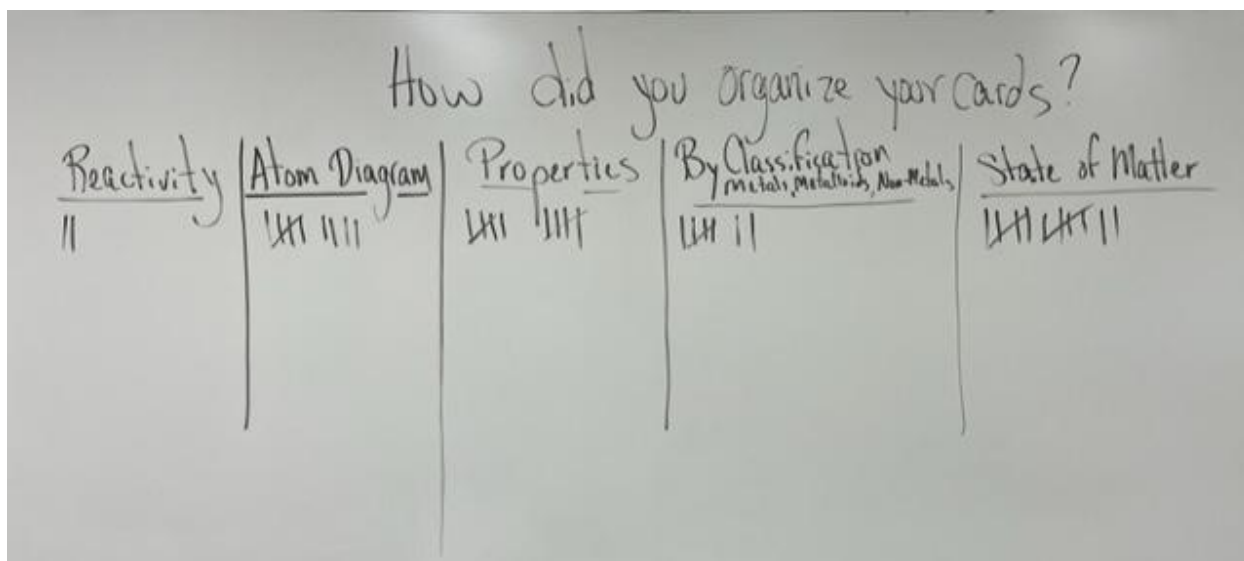 How did you organize your cards?
Reactivity
Atom Diagram
Properties
By Classification
Metals, Metalloids, Non-Metals
State of Matter